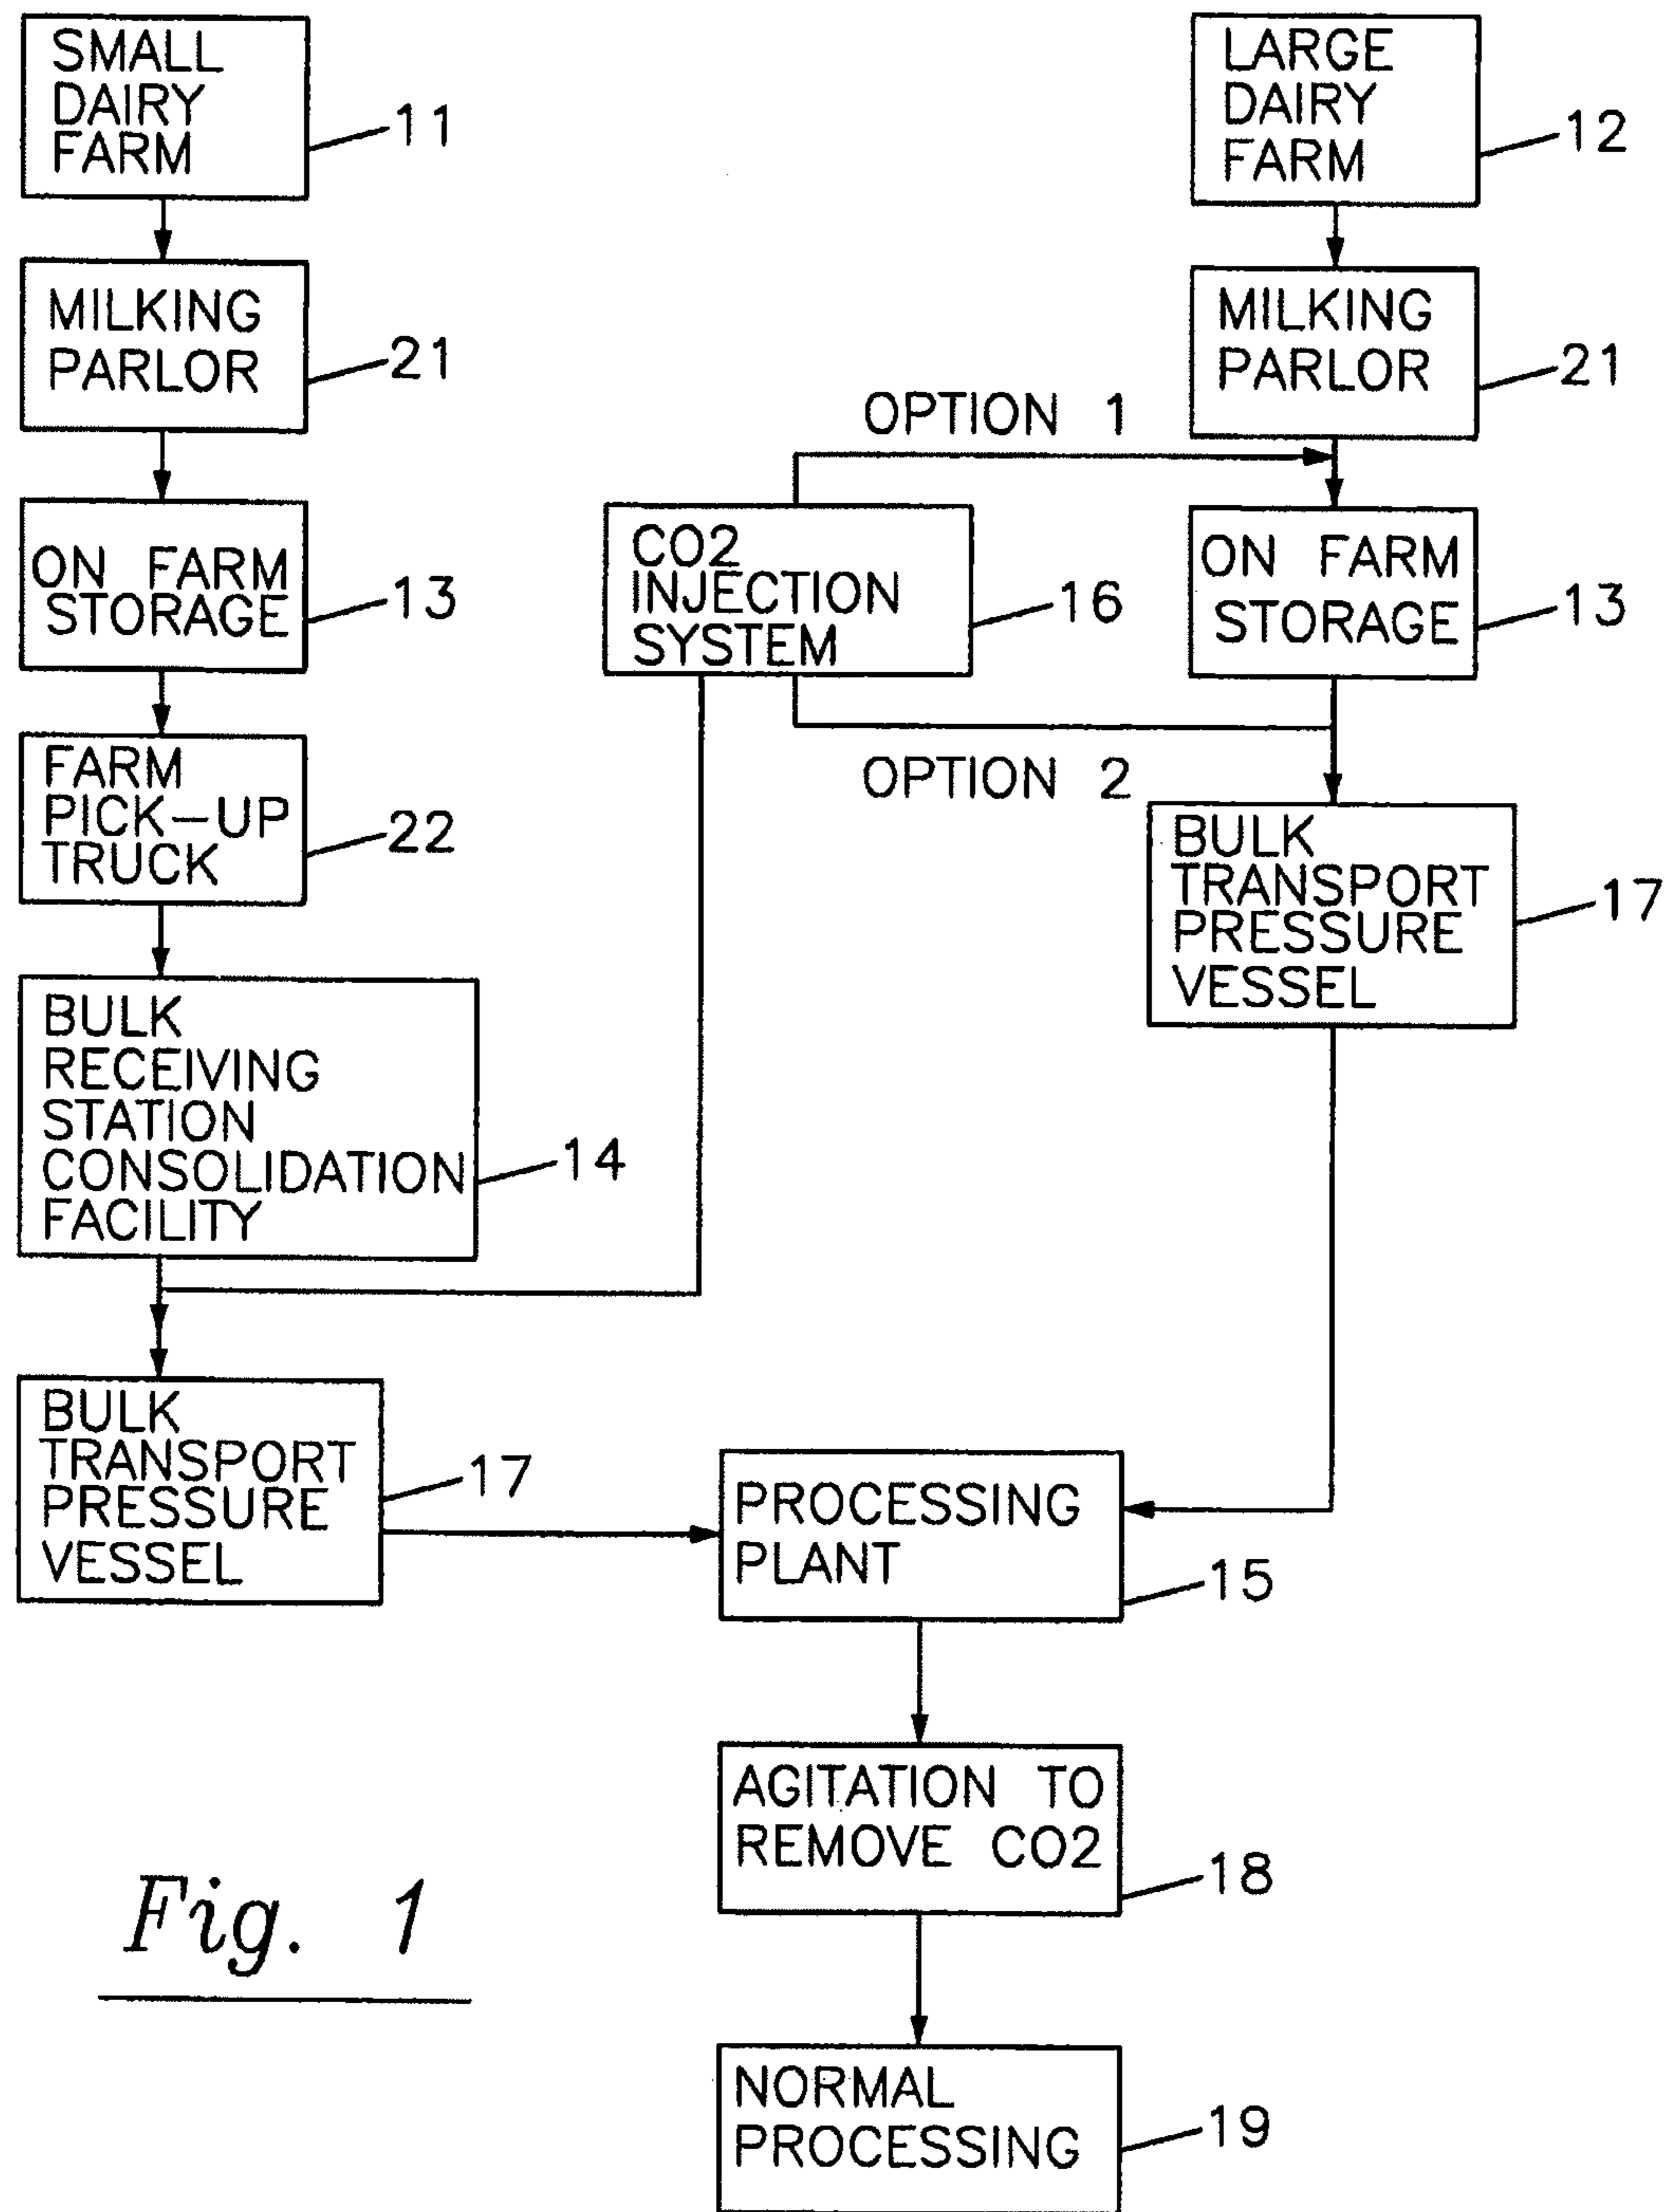 SMALL
DAIRY
FARM
11
MILKING
PARLOR
21
ON FARM
STORAGE
13
FARM
PICK-UP
TRUCK
22
BULK
RECEIVING
STATION
CONSOLIDATION
FACILITY
14
BULK
TRANSPORT
PRESSURE
VESSEL
17
OPTION 1
CO2
INJECTION
SYSTEM
16
OPTION 2
LARGE
DAIRY
FARM
12
MILKING
PARLOR
21
ON FARM
STORAGE
13
BULK
TRANSPORT
PRESSURE
VESSEL
17
PROCESSING
PLANT
15
AGITATION TO
REMOVE CO2
18
NORMAL
PROCESSING
19
Fig. 1